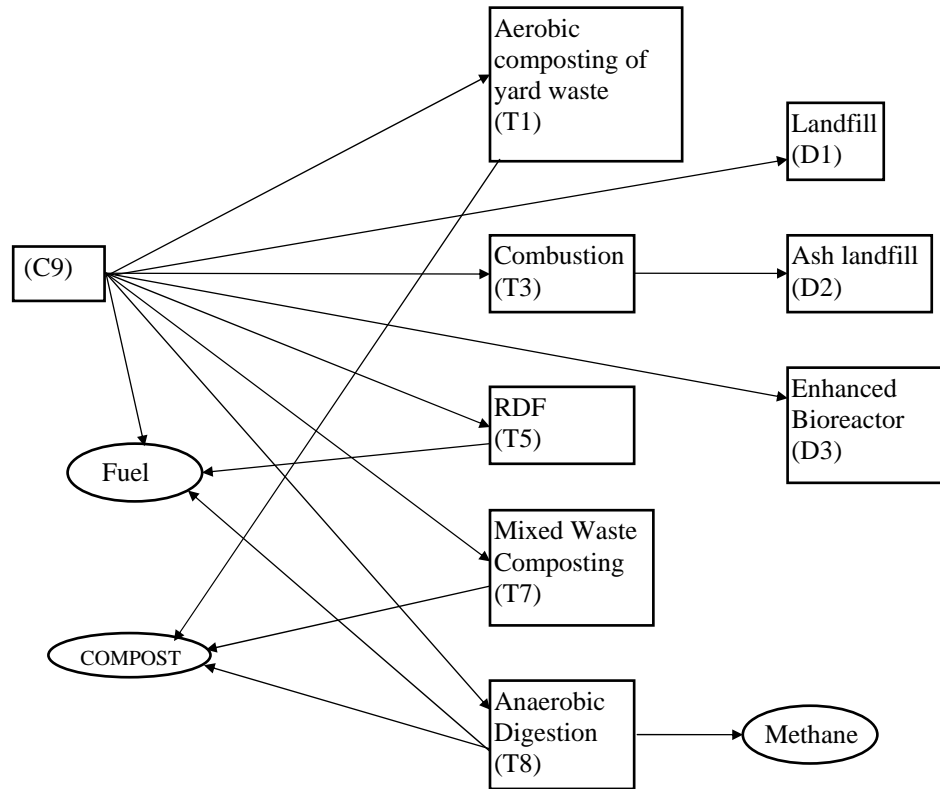 Aerobic
composting of
yard waste
(T1)
Landfill
(D1)
(C9)
Combustion
(T3)
Ash landfill
(D2)
RDF
(T5)
Enhanced
Bioreactor
(D3)
Fuel
Mixed Waste
Composting
(T7)
COMPOST
Anaerobic
Digestion
(T8)
Methane